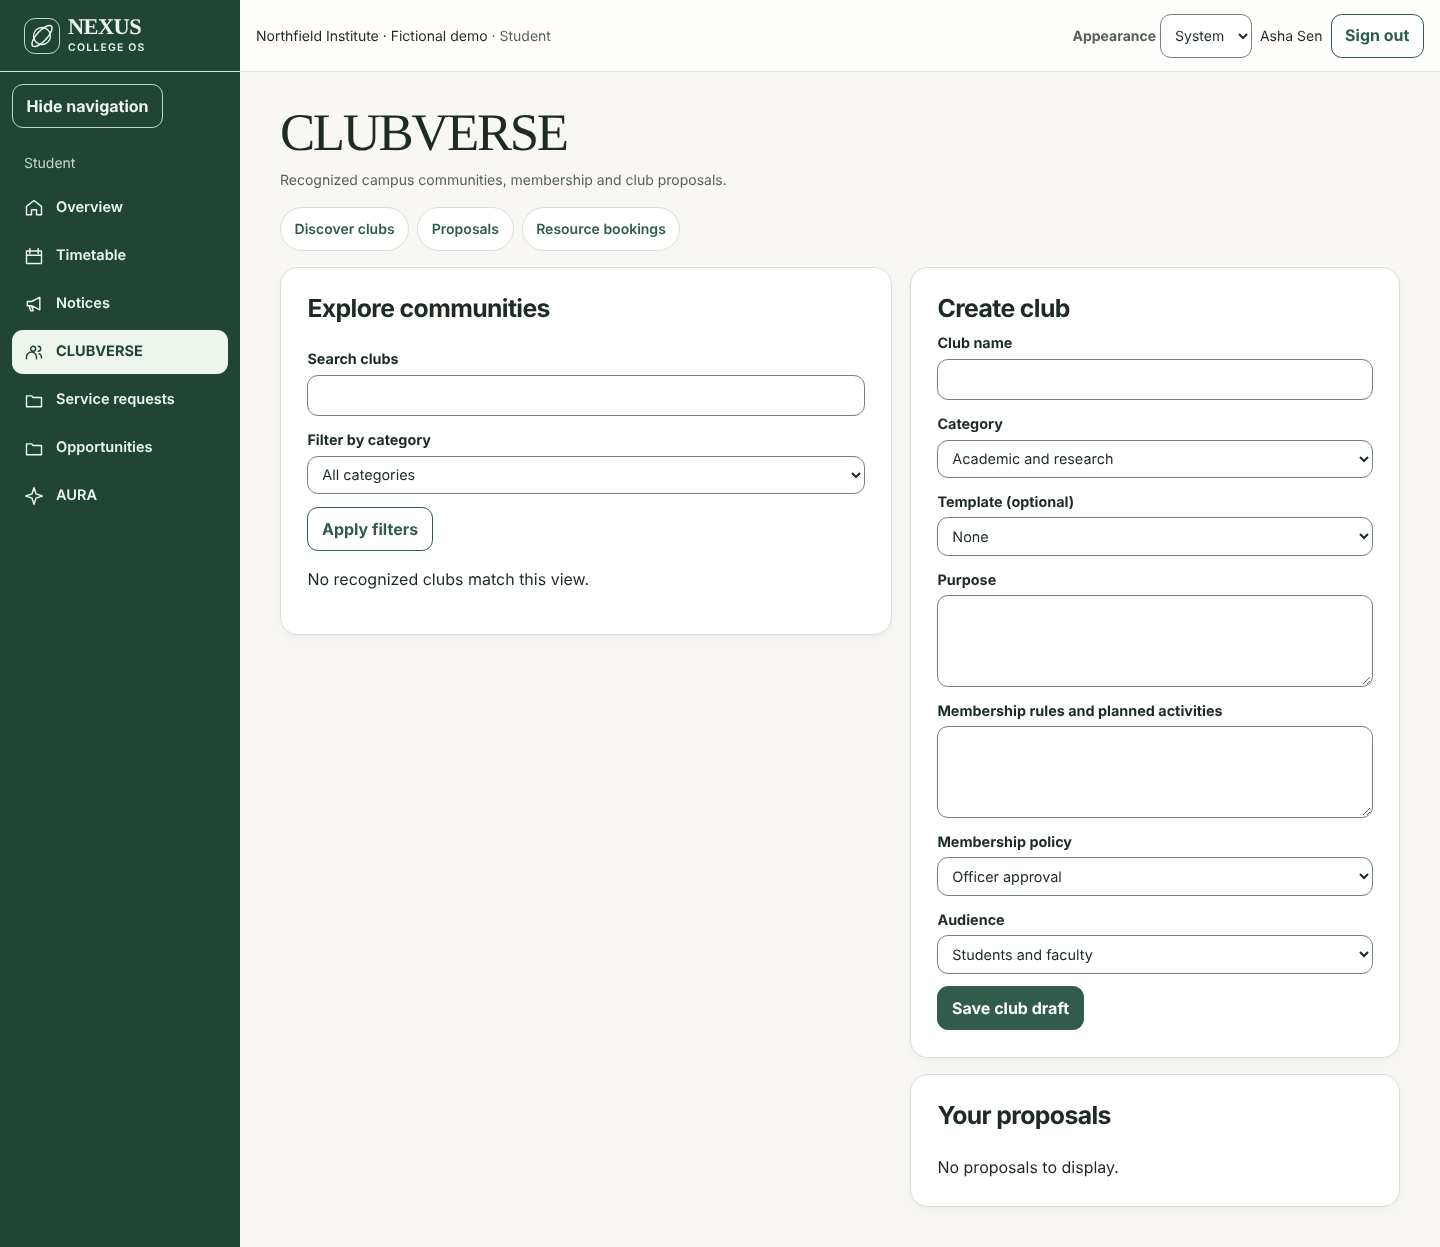 NEXUS
COLLEGE OS
Northfield Institute · Fictional demo · Student
Appearance
System
Asha Sen
Sign out
Hide navigation
Student
Overview
Timetable
Notices
CLUBVERSE
Service requests
Opportunities
AURA
CLUBVERSE
Recognized campus communities, membership and club proposals.
Discover clubs
Proposals
Resource bookings
Explore communities
Search clubs
Filter by category
All categories
Apply filters
No recognized clubs match this view.
Create club
Club name
Category
Academic and research
Template (optional)
None
Purpose
Membership rules and planned activities
Membership policy
Officer approval
Audience
Students and faculty
Save club draft
Your proposals
No proposals to display.